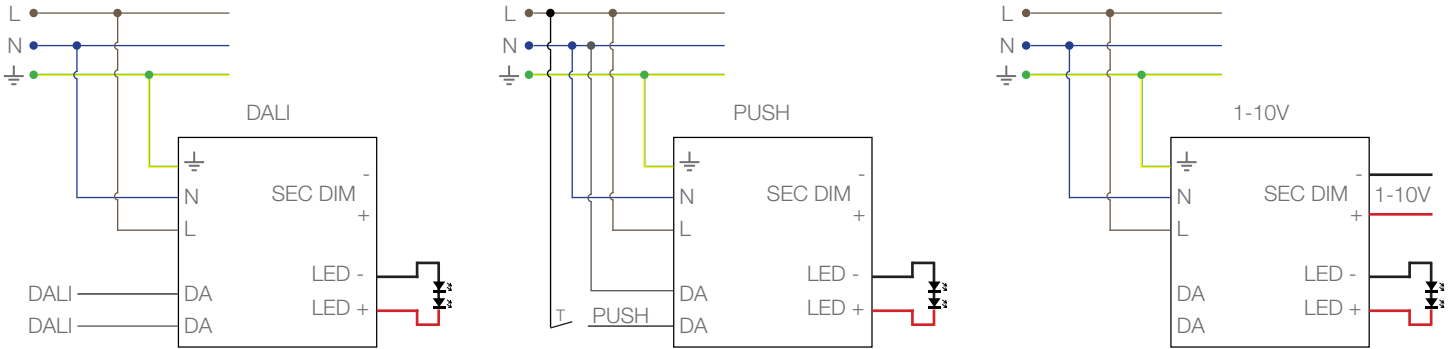 L
N
DALI
N
SEC DIM
-
+
L
LED -
LED +
DALI
DA
DALI
DA
L
N
PUSH
N
SEC DIM
-
+
L
LED -
LED +
DA
T
PUSH
DA
L
N
1-10V
N
SEC DIM
-
+
1-10V
L
LED -
LED +
DA
DA